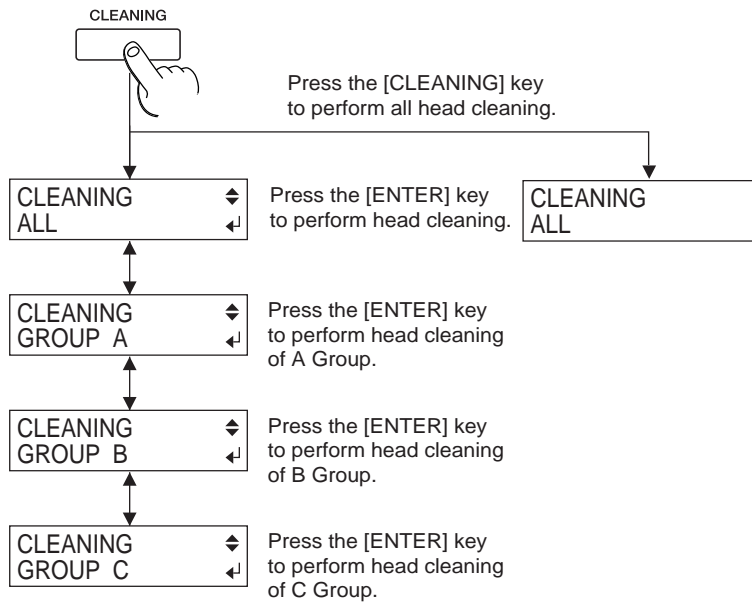 CLEANING
Press the [CLEANING] key
to perform all head cleaning.
CLEANING
ALL
Press the [ENTER] key
to perform head cleaning.
CLEANING
ALL
CLEANING
GROUP A
Press the [ENTER] key
to perform head cleaning
of A Group.
CLEANING
GROUP B
Press the [ENTER] key
to perform head cleaning
of B Group.
CLEANING
GROUP C
Press the [ENTER] key
to perform head cleaning
of C Group.